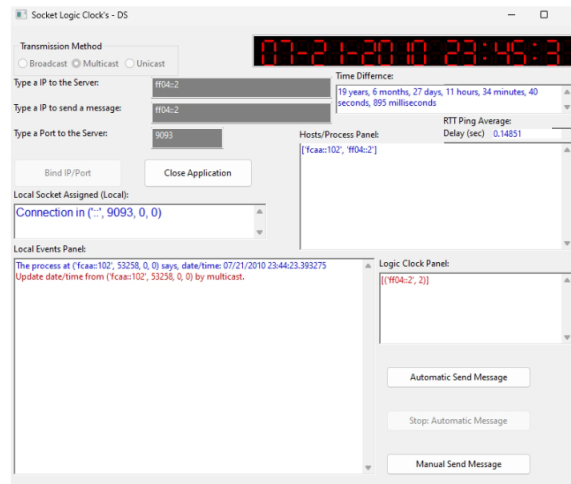 Socket Logic Clock's - DS
Transmission Method
Broadcast Multicast Unicast
07-21-2010 23:45:3
Type a IP to the Server:
ff04::2
Time Differnce:
19 years, 6 months, 27 days, 11 hours, 34 minutes, 40
seconds, 895 milliseconds
Type a IP to send a message:
ff04::2
RTT Ping Average:
Delay (sec) 0.14851
Type a Port to the Server:
9093
Hosts/Process Panel:
['fcaa::102', 'ff04::2']
Bind IP/Port
Close Application
Local Socket Assigned (Local):
Connection in ('::', 9093, 0, 0)
Local Events Panel:
The process at ('fcaa::102', 53258, 0, 0) says, date/time: 07/21/2010 23:44:23.393275
Update date/time from ('fcaa::102', 53258, 0, 0) by multicast.
Logic Clock Panel:
[('ff04::2', 2)]
Automatic Send Message
Stop: Automatic Message
Manual Send Message